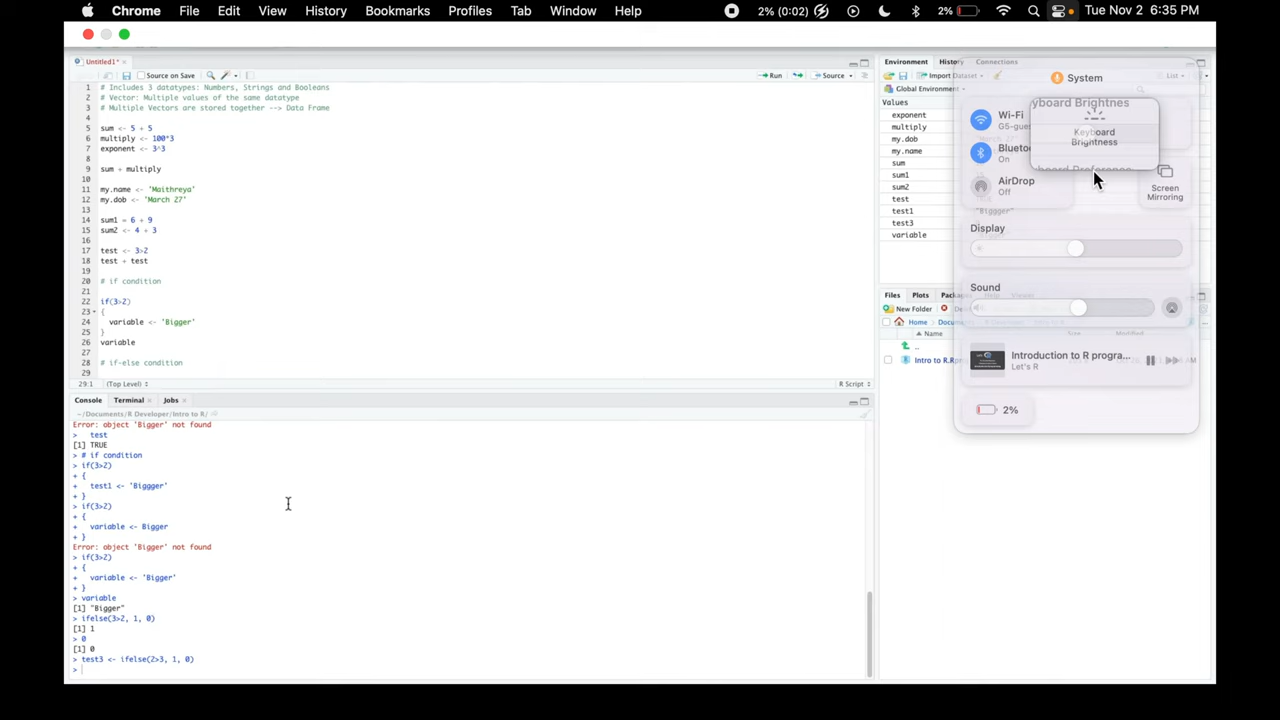 Chrome File Edit View History Bookmarks Profiles Tab Window Help 2% (0:02) 2% Tue Nov 2 6:35 PM
Untitled1*
Source on Save Run Source
1 # Includes 3 datatypes: Numbers, Strings and Booleans
2 # Vector: Multiple values of the same datatype
3 # Multiple Vectors are stored together --> Data Frame
4
5 sum <- 5 + 5
6 multiply <- 100*3
7 exponent <- 3^3
8
9 sum + multiply
10
11 my.name <- 'Maithreya'
12 my.dob <- 'March 27'
13
14 sum1 = 6 + 9
15 sum2 <- 4 + 3
16
17 test <- 3>2
18 test + test
19
20 # if condition
21
22 if(3>2)
23 {
24 variable <- 'Bigger'
25 }
26 variable
27
28 # if-else condition
29
29:1 (Top Level) R Script
Console Terminal Jobs
~/Documents/R Developer/Intro to R/
Error: object 'Bigger' not found
> test
[1] TRUE
> # if condition
> if(3>2)
+ {
+ test1 <- 'Biggger'
+ }
> if(3>2)
+ {
+ variable <- Bigger
+ }
Error: object 'Bigger' not found
> if(3>2)
+ {
+ variable <- 'Bigger'
+ }
> variable
[1] "Bigger"
> ifelse(3>2, 1, 0)
[1] 1
> 0
[1] 0
> test3 <- ifelse(2>3, 1, 0)
>
Environment History Connections
Import Dataset List
Global Environment
Values
exponent
multiply
my.dob
my.name
sum
sum1
sum2
test
test1 "Biggger"
test3
variable
Files Plots
New Folder
Home
Name Size Modified
..
Intro to R.Rproj
System
Wi-Fi
Bluetooth
On
AirDrop
Off
Keyboard
Brightness
Screen
Mirroring
Display
Sound
Introduction to R progra...
Let's R
2%